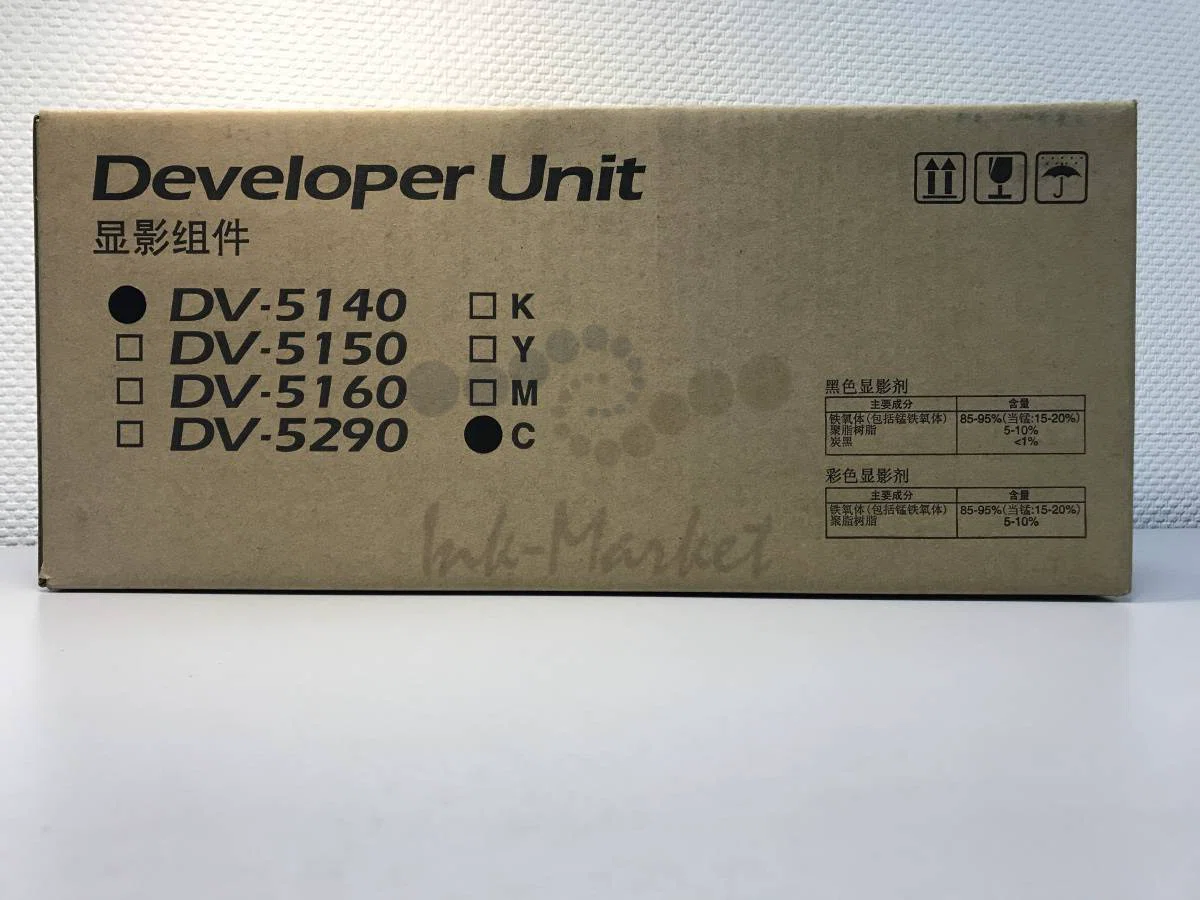 Developer Unit
显影组件
DV-5140 K
DV-5150 Y
DV-5160 M
DV-5290 C
黑色显影剂
主要成分 含量
铁氧体(包括锰铁氧体) 85-95%(当锰:15-20%)
聚脂树脂 5-10%
炭黑 <1%
彩色显影剂
主要成分 含量
铁氧体(包括锰铁氧体) 85-95%(当锰:15-20%)
聚脂树脂 5-10%
Ink-Market